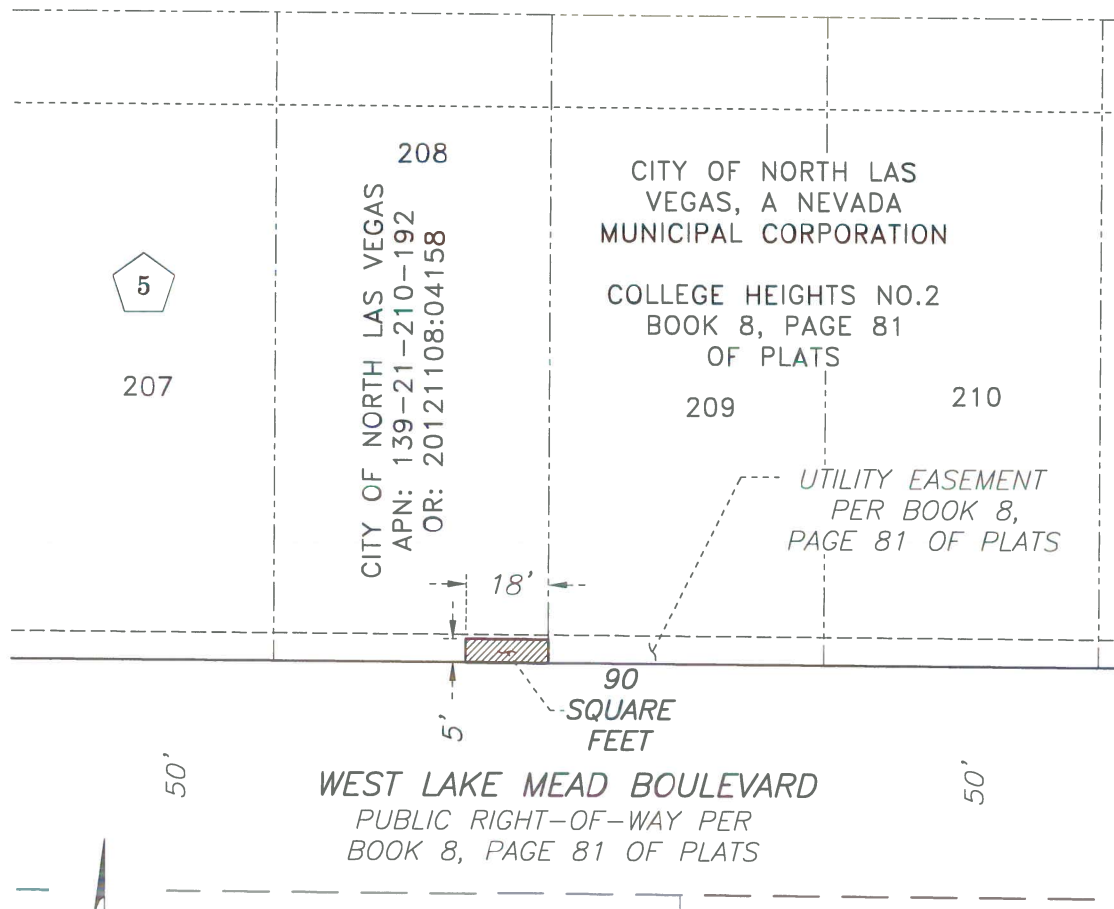 208
CITY OF NORTH LAS VEGAS
APN: 139-21-210-192
OR: 20121108:04158
5
207
CITY OF NORTH LAS
VEGAS, A NEVADA
MUNICIPAL CORPORATION
COLLEGE HEIGHTS NO.2
BOOK 8, PAGE 81
OF PLATS
209
210
UTILITY EASEMENT
PER BOOK 8,
PAGE 81 OF PLATS
18'
5'
90
SQUARE
FEET
50'
50'
WEST LAKE MEAD BOULEVARD
PUBLIC RIGHT-OF-WAY PER
BOOK 8, PAGE 81 OF PLATS